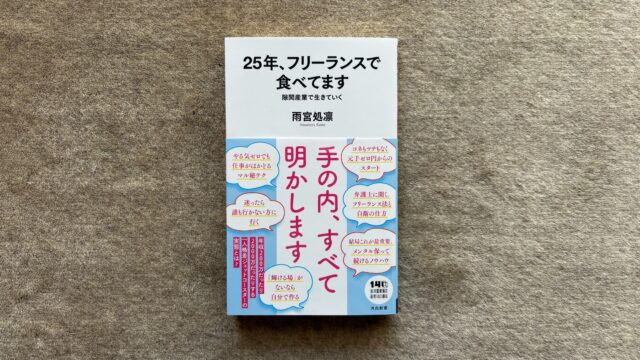 25年、フリーランスで
食べてます
隙間産業で生きていく
雨宮処凛
Amamiya Karin
手の内、すべて
明かします
コネもツテもなく
元手ゼロ円からの
スタート
やる気ゼロでも
仕事がはかどる
マル秘テク
弁護士に聞く
フリーランス法と
自衛の仕方
迷ったら
誰も行かない方に
行く
結局これが最重要、
メンタル保って
続けるノウハウ
「輝ける場」が
ないなら
自分で作る
河出新書